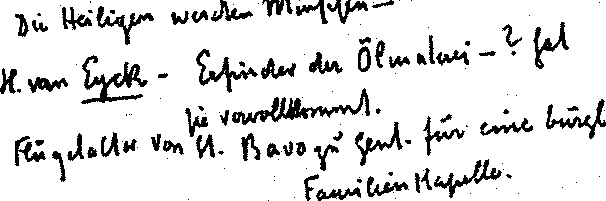 Die Heiligen werden Menschen –
H. van Eyck – Erfinder der Ölmalerei – ? hat
sie vervollkommt.
Flügelaltar von St. Bavo zu Gent. für eine bürgl
Familien Kapelle.